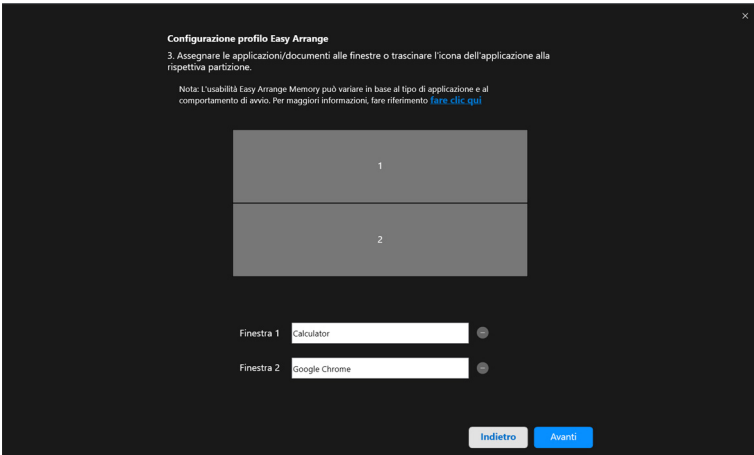 Configurazione profilo Easy Arrange
3. Assegnare le applicazioni/documenti alle finestre o trascinare l'icona dell'applicazione alla
rispettiva partizione.
Nota: L'usabilità Easy Arrange Memory può variare in base al tipo di applicazione e al
comportamento di avvio. Per maggiori informazioni, fare riferimento fare clic qui
1
2
Finestra 1 Calculator
Finestra 2 Google Chrome
Indietro Avanti